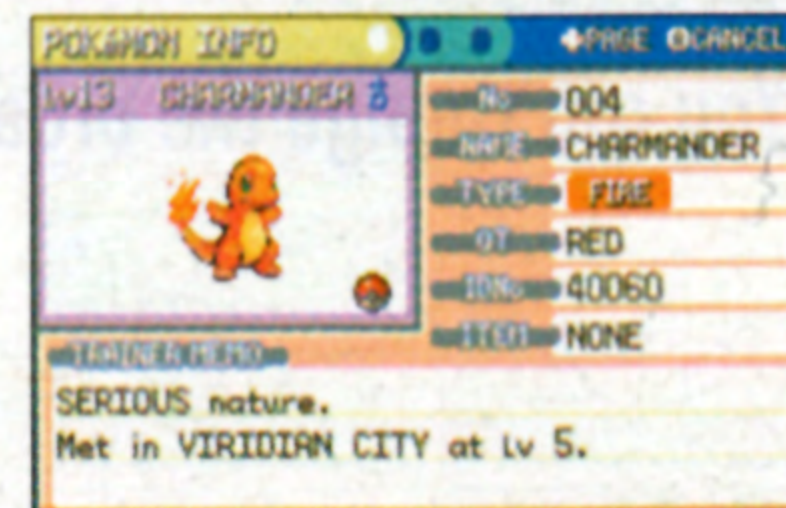 POKéMON INFO
PAGE CANCEL
Lv13 CHARMANDER ♂
No 004
NAME CHARMANDER
TYPE FIRE
OT RED
IDNo 40060
ITEM NONE
TRAINER MEMO
SERIOUS nature.
Met in VIRIDIAN CITY at Lv 5.